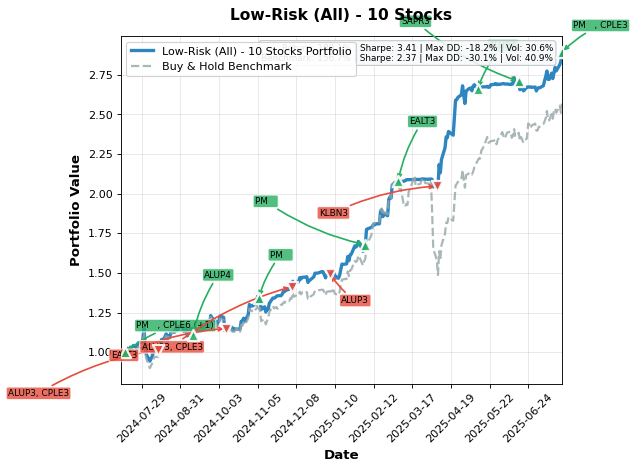 Low-Risk (All) - 10 Stocks
SAPR3
PM , CPLE3
Low-Risk (All) - 10 Stocks Portfolio
Buy & Hold Benchmark
Sharpe: 3.41 | Max DD: -18.2% | Vol: 30.6%
Sharpe: 2.37 | Max DD: -30.1% | Vol: 40.9%
2.75
2.50
2.25
2.00
1.75
1.50
1.25
1.00
Portfolio Value
EALT3
PM
KLBN3
PM
ALUP4
ALUP3
PM , CPLE6
, CPLE3
ALUP3, CPLE3
2024-07-29
2024-08-31
2024-10-03
2024-11-05
2024-12-08
2025-01-10
2025-02-12
2025-03-17
2025-04-19
2025-05-22
2025-06-24
Date